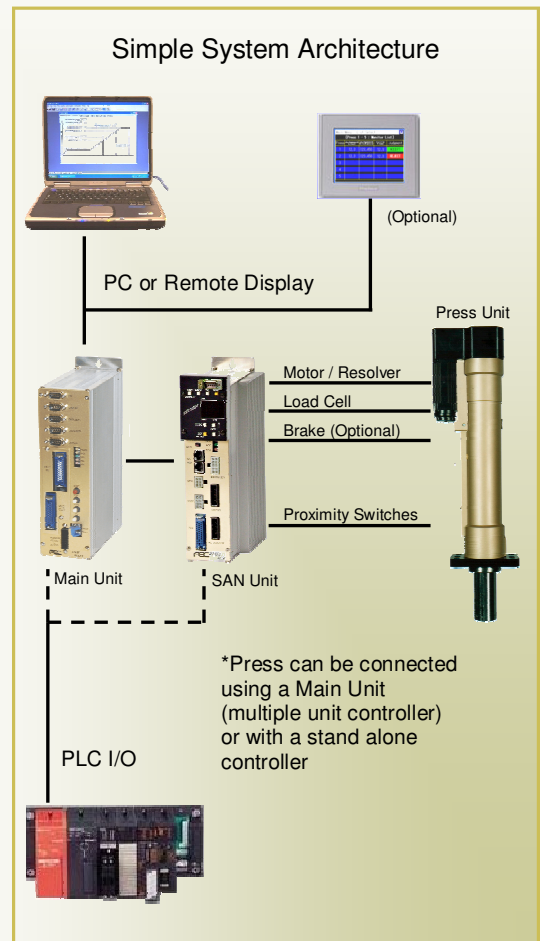 Simple System Architecture
(Optional)
PC or Remote Display
Press Unit
Motor / Resolver
Load Cell
Brake (Optional)
Proximity Switches
Main Unit
SAN Unit
*Press can be connected
using a Main Unit
(multiple unit controller)
or with a stand alone
controller
PLC I/O